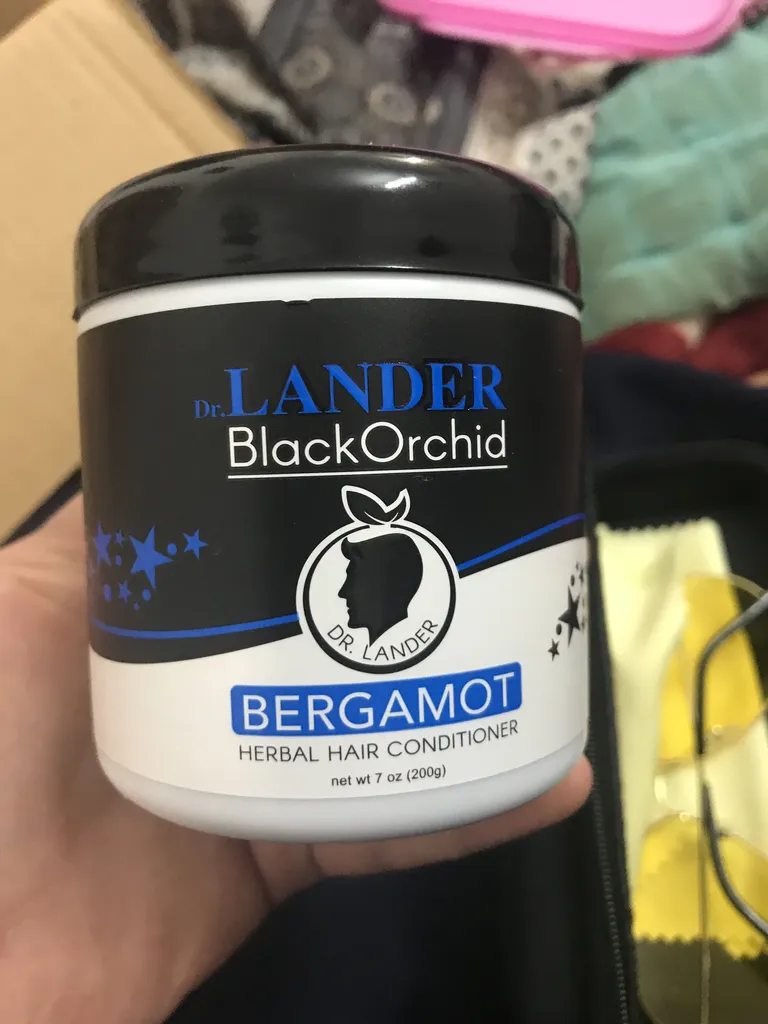 Dr. LANDER
BlackOrchid
DR. LANDER
BERGAMOT
HERBAL HAIR CONDITIONER
net wt 7 oz (200g)